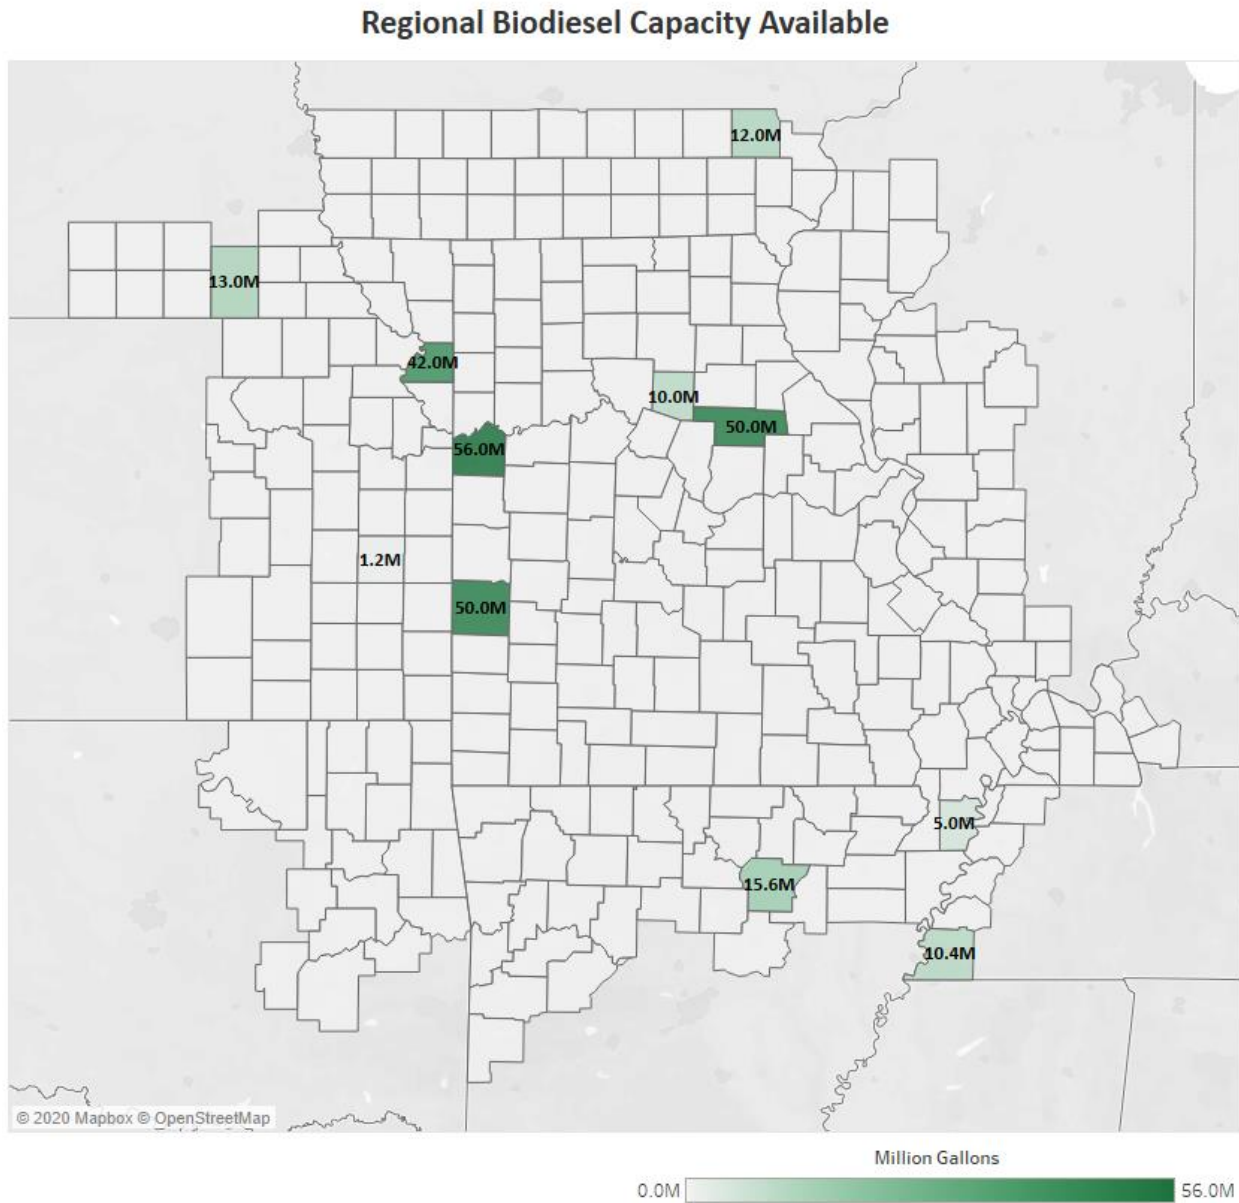 Regional Biodiesel Capacity Available
12.0M
13.0M
42.0M
10.0M
50.0M
56.0M
1.2M
50.0M
5.0M
15.6M
10.4M
© 2020 Mapbox © OpenStreetMap
Million Gallons
0.0M
56.0M